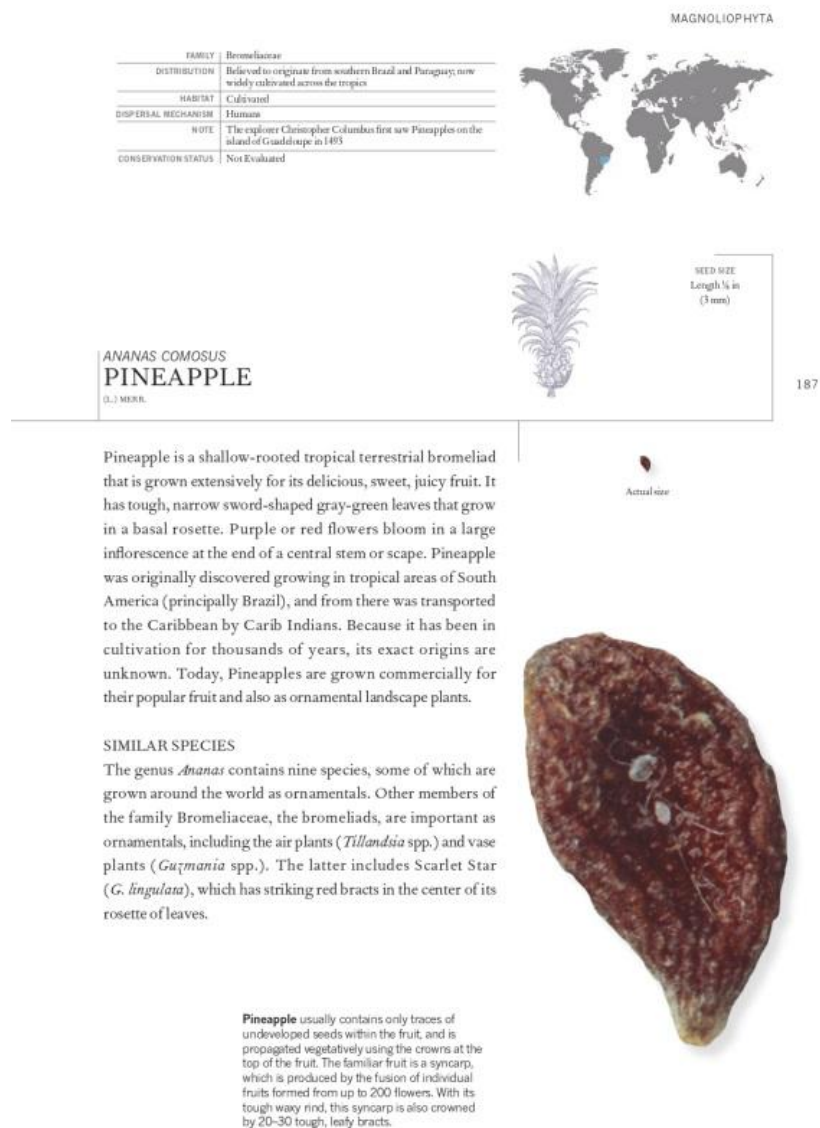 MAGNOLIOPHYTA
FAMILY Bromeliaceae
DISTRIBUTION Believed to originate from southern Brazil and Paraguay; now
widely cultivated across the tropics
HABITAT Cultivated
DISPERSAL MECHANISM Humans
NOTE The explorer Christopher Columbus first saw Pineapples on the
island of Guadeloupe in 1493
CONSERVATION STATUS Not Evaluated
SEED SIZE
Length ⅛ in
(3 mm)
ANANAS COMOSUS
PINEAPPLE
(L.) MERR.
187
Pineapple is a shallow-rooted tropical terrestrial bromeliad
that is grown extensively for its delicious, sweet, juicy fruit. It
has tough, narrow sword-shaped gray-green leaves that grow
in a basal rosette. Purple or red flowers bloom in a large
inflorescence at the end of a central stem or scape. Pineapple
was originally discovered growing in tropical areas of South
America (principally Brazil), and from there was transported
to the Caribbean by Carib Indians. Because it has been in
cultivation for thousands of years, its exact origins are
unknown. Today, Pineapples are grown commercially for
their popular fruit and also as ornamental landscape plants.
Actual size
SIMILAR SPECIES
The genus Ananas contains nine species, some of which are
grown around the world as ornamentals. Other members of
the family Bromeliaceae, the bromeliads, are important as
ornamentals, including the air plants (Tillandsia spp.) and vase
plants (Guzmania spp.). The latter includes Scarlet Star
(G. lingulata), which has striking red bracts in the center of its
rosette of leaves.
Pineapple usually contains only traces of
undeveloped seeds within the fruit, and is
propagated vegetatively using the crowns at the
top of the fruit. The familiar fruit is a syncarp,
which is produced by the fusion of individual
fruits formed from up to 200 flowers. With its
tough waxy rind, this syncarp is also crowned
by 20–30 tough, leafy bracts.